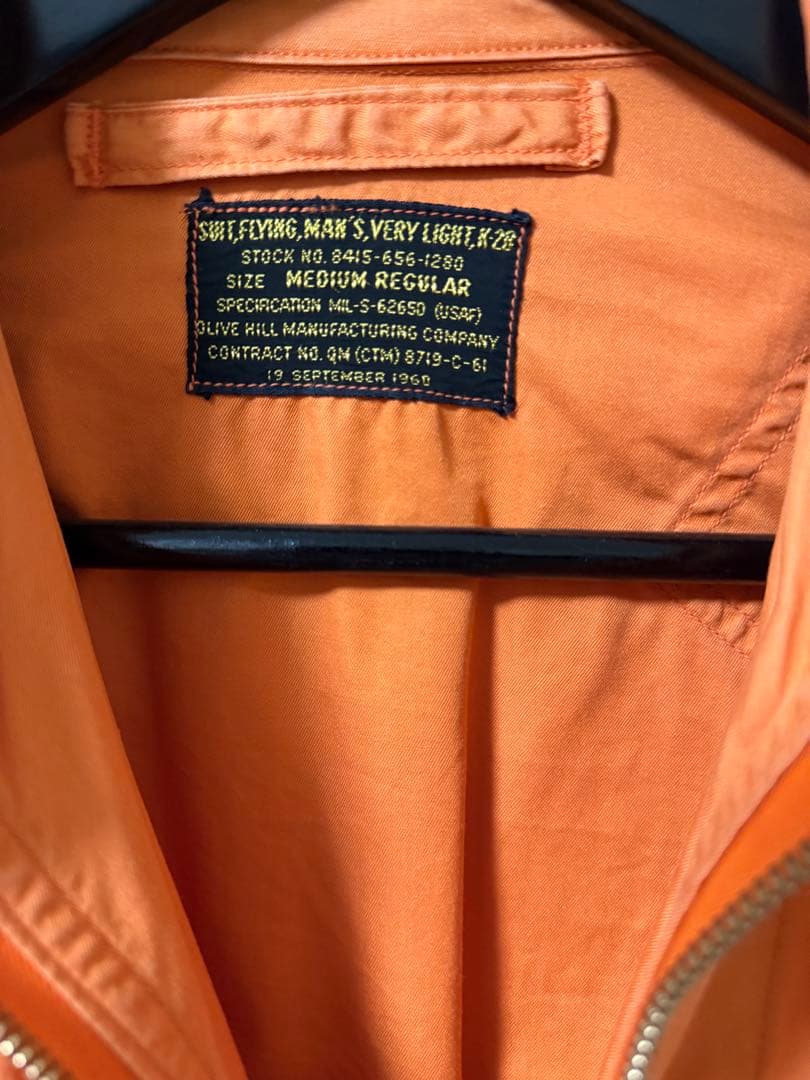 SUIT, FLYING, MAN'S, VERY LIGHT, K-2B
STOCK NO. 8415-656-1280
SIZE MEDIUM REGULAR
SPECIFICATION MIL-S-6265D (USAF)
OLIVE HILL MANUFACTURING COMPANY
CONTRACT NO. QM (CTM) 8719-C-61
19 SEPTEMBER 1960